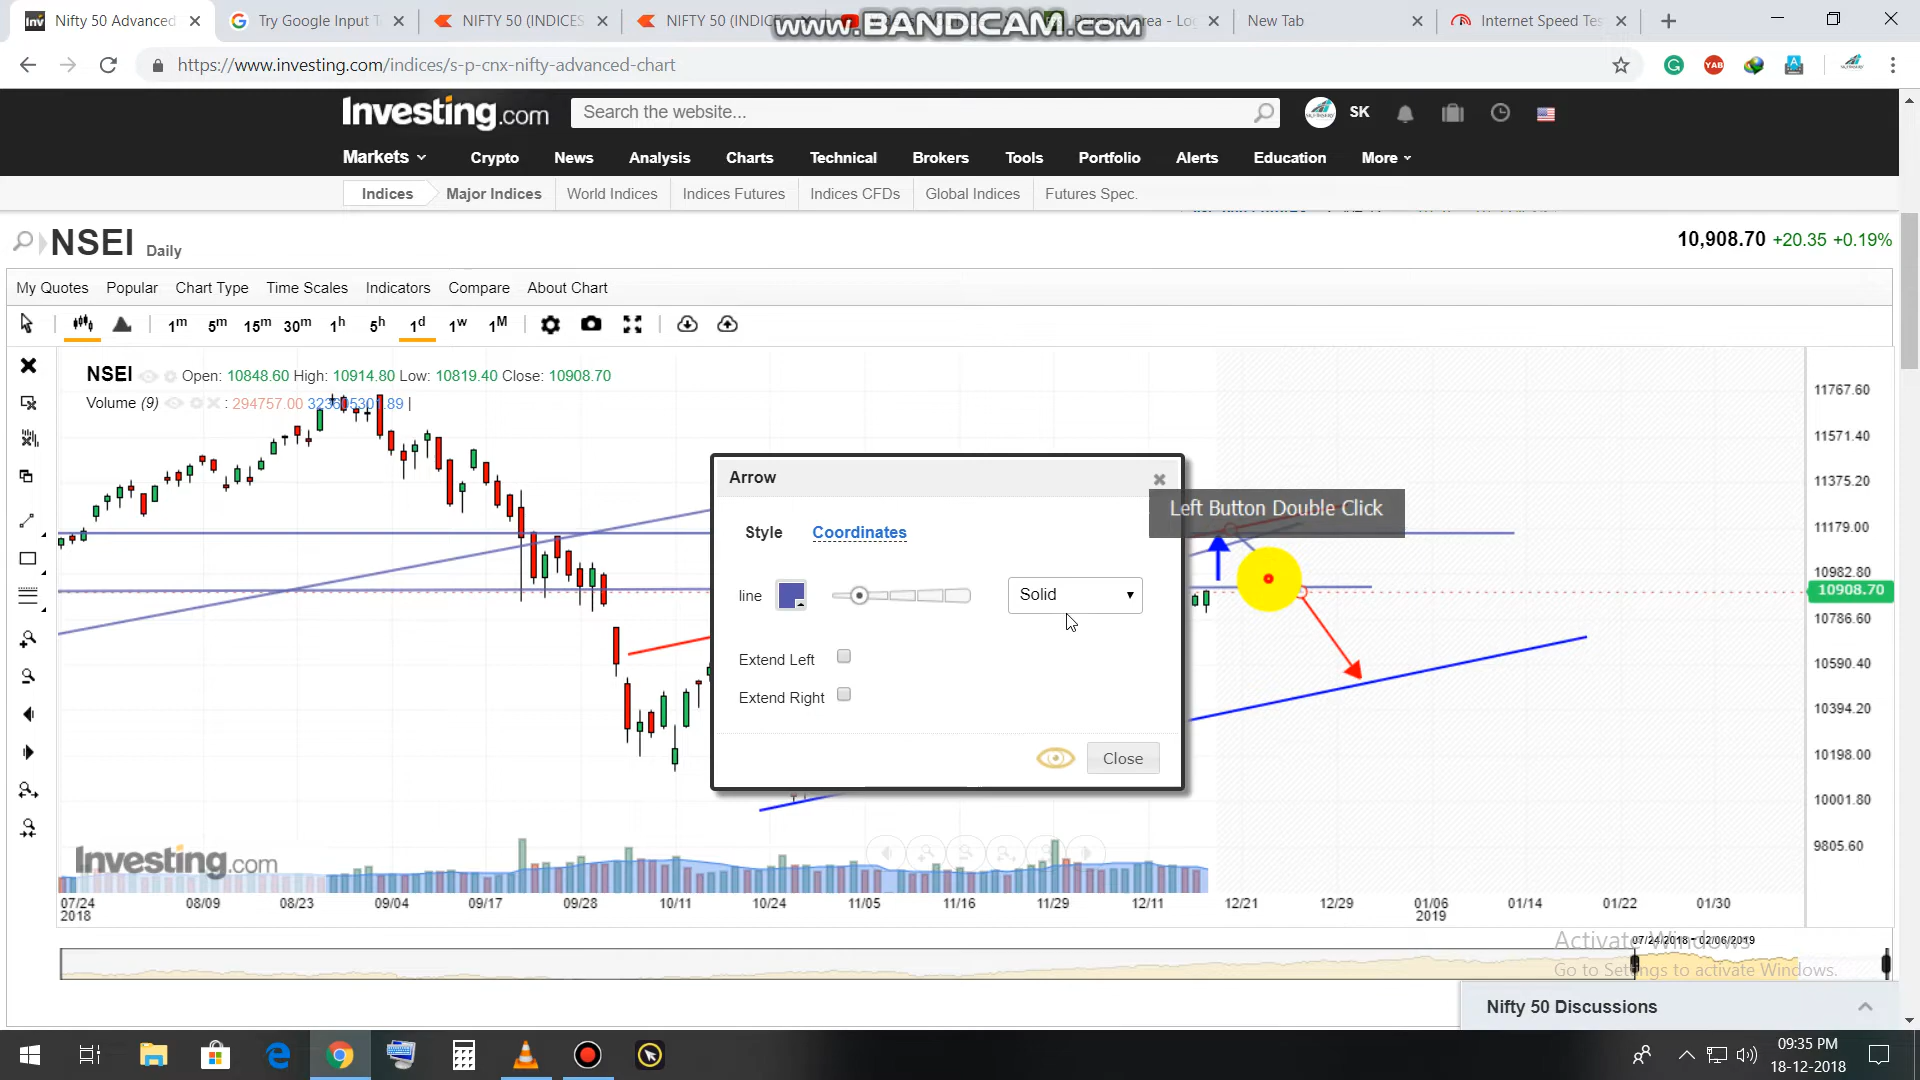 Nifty 50 Advanced
Try Google Input T
NIFTY 50 (INDICES
NIFTY 50 (INDIC
www.BANDICAM.com
New Tab
Internet Speed Tes
https://www.investing.com/indices/s-p-cnx-nifty-advanced-chart
Investing.com
Search the website...
SK
Markets
Crypto
News
Analysis
Charts
Technical
Brokers
Tools
Portfolio
Alerts
Education
More
Indices
Major Indices
World Indices
Indices Futures
Indices CFDs
Global Indices
Futures Spec.
NSEI Daily
10,908.70 +20.35 +0.19%
My Quotes
Popular
Chart Type
Time Scales
Indicators
Compare
About Chart
1m
5m
15m
30m
1h
5h
1d
1w
1M
NSEI Open: 10848.60 High: 10914.80 Low: 10819.40 Close: 10908.70
Volume (9) : 294757.00
Arrow
Left Button Double Click
Style
Coordinates
line
Solid
Extend Left
Extend Right
Close
11767.60
11571.40
11375.20
11179.00
10982.80
10908.70
10786.60
10590.40
10394.20
10198.00
10001.80
9805.60
Investing.com
07/24
2018
08/09
08/23
09/04
09/17
09/28
10/11
10/24
11/05
11/16
11/29
12/11
12/21
12/29
01/06
2019
01/14
01/22
01/30
07/24/2018 - 02/06/2019
Activate Windows
Go to Settings to activate Windows.
Nifty 50 Discussions
09:35 PM
18-12-2018